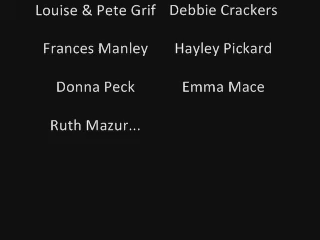 Louise & Pete Grif Debbie Crackers
Frances Manley Hayley Pickard
Donna Peck Emma Mace
Ruth Mazur...